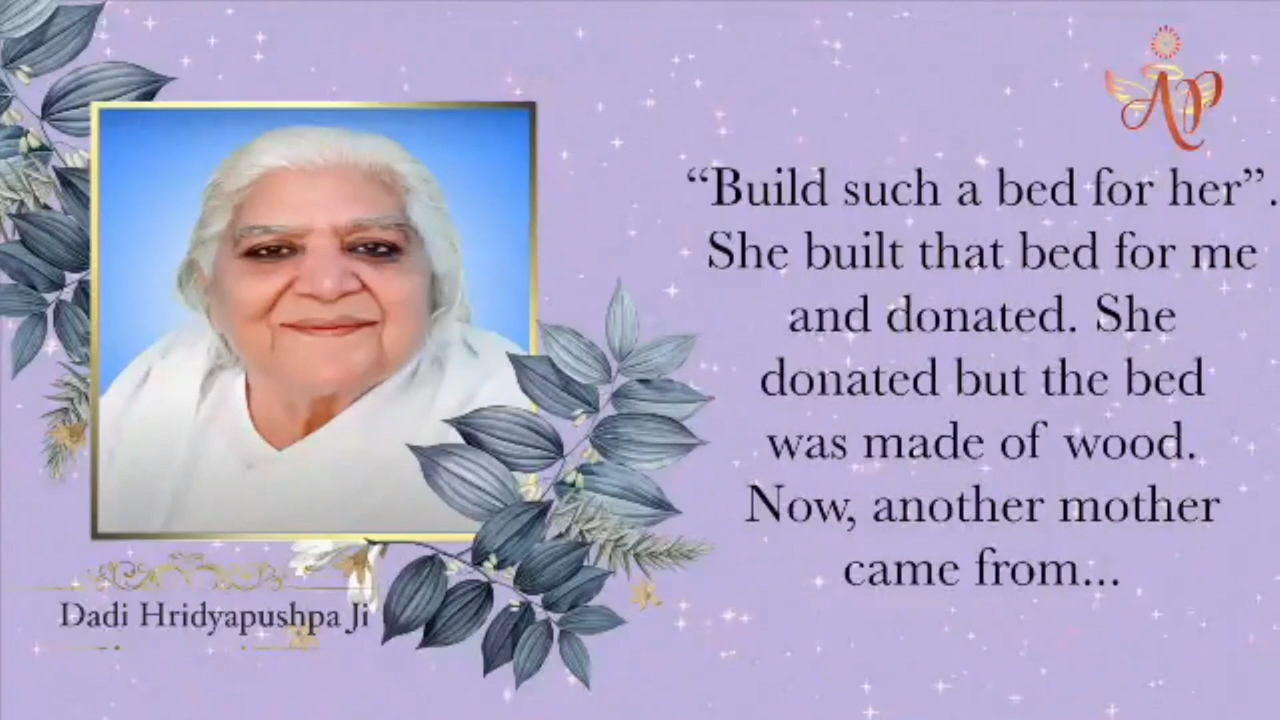 AP
“Build such a bed for her”.
She built that bed for me
and donated. She
donated but the bed
was made of wood.
Now, another mother
came from...
Dadi Hridyapushpa Ji